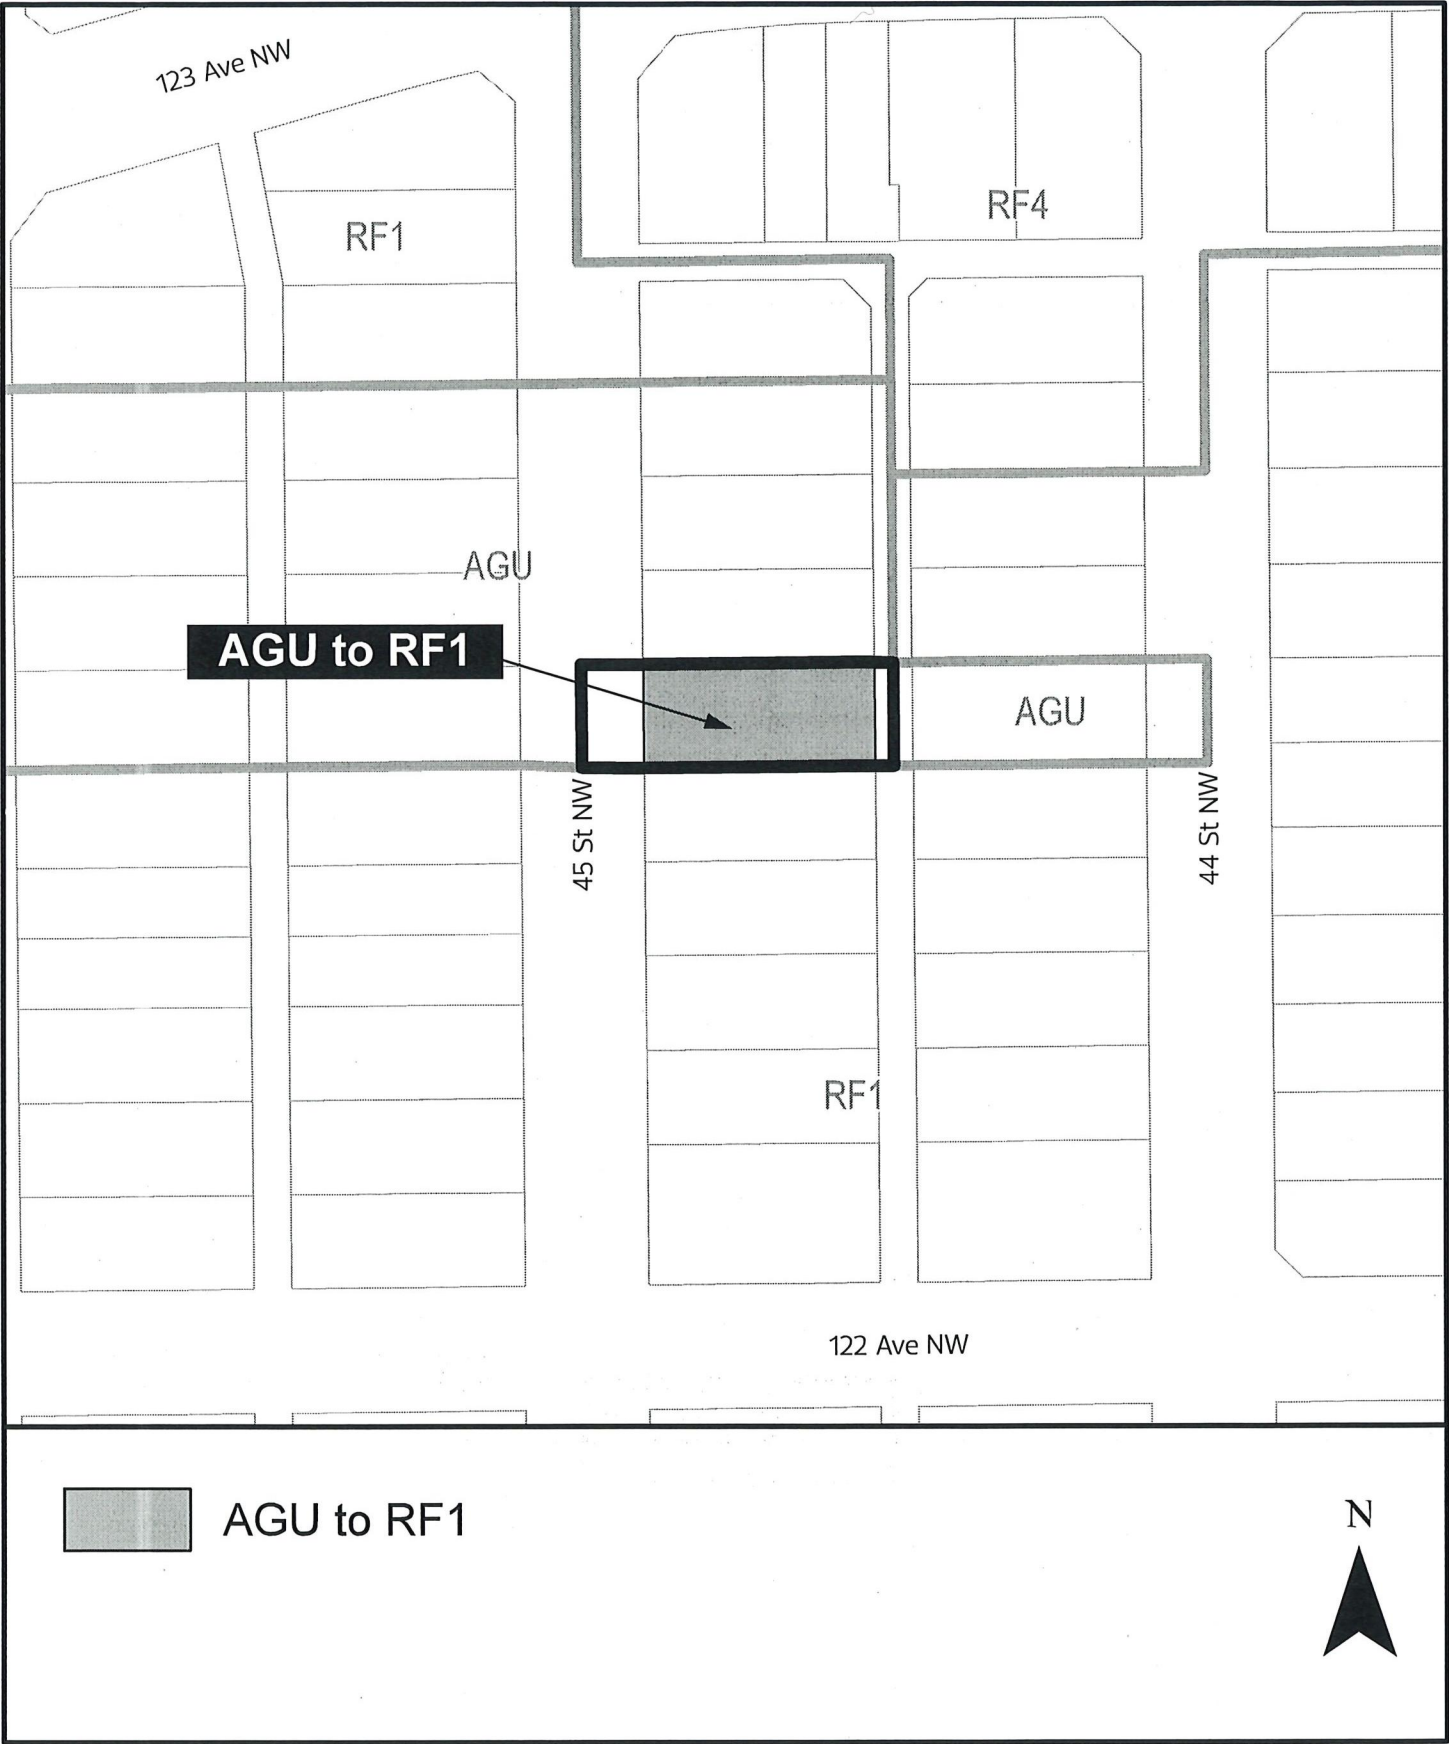 123 Ave NW
RF4
RF1
AGU
AGU to RF1
AGU
45 St NW
44 St NW
RF1
122 Ave NW
AGU to RF1
N